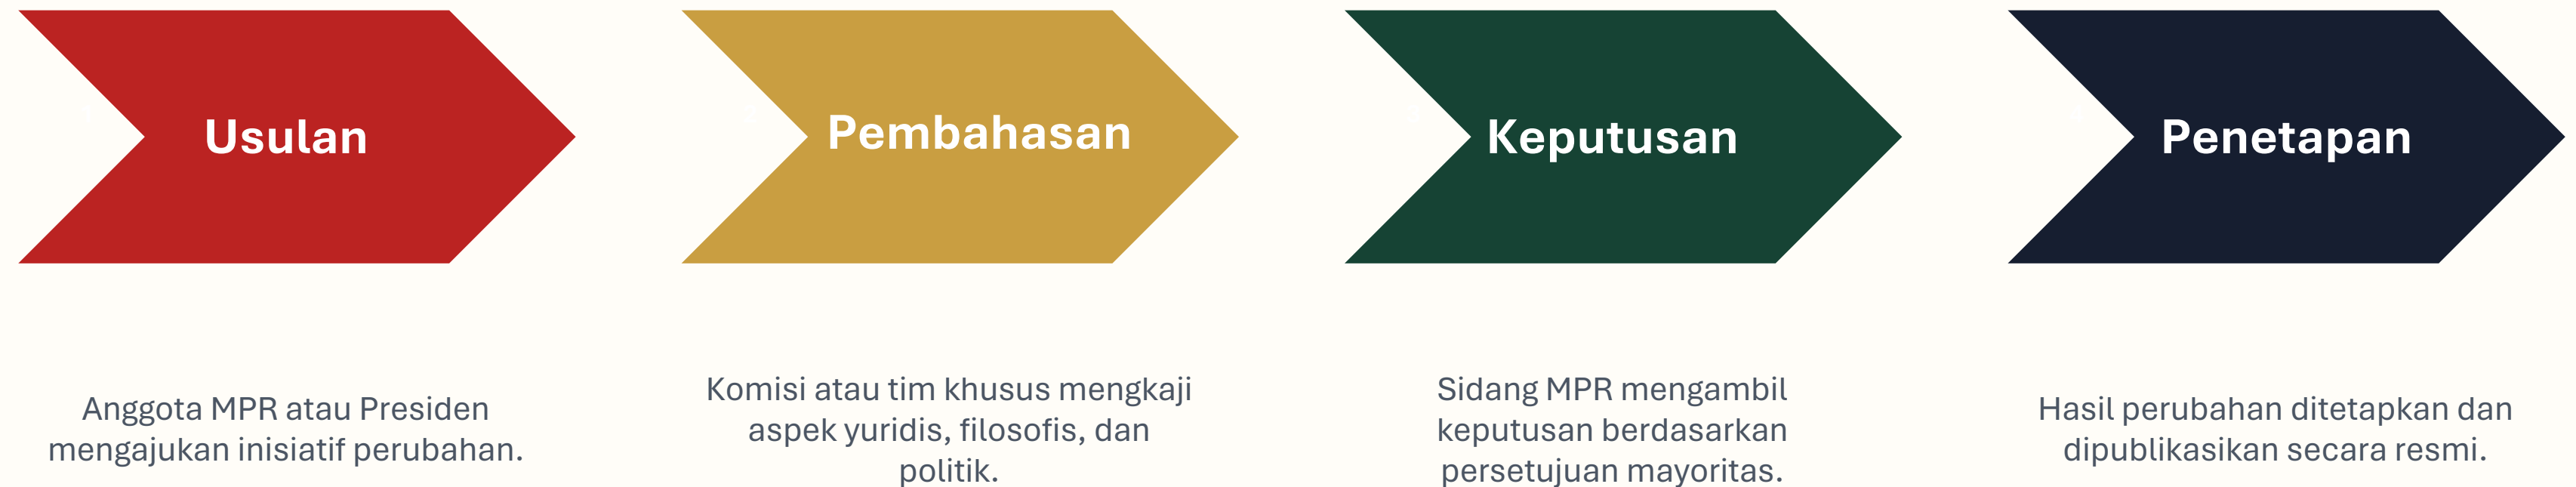 Usulan
Anggota MPR atau Presiden
mengajukan inisiatif perubahan.
Pembahasan
Komisi atau tim khusus mengkaji
aspek yuridis, filosofis, dan
politik.
Keputusan
Sidang MPR mengambil
keputusan berdasarkan
persetujuan mayoritas.
Penetapan
Hasil perubahan ditetapkan dan
dipublikasikan secara resmi.